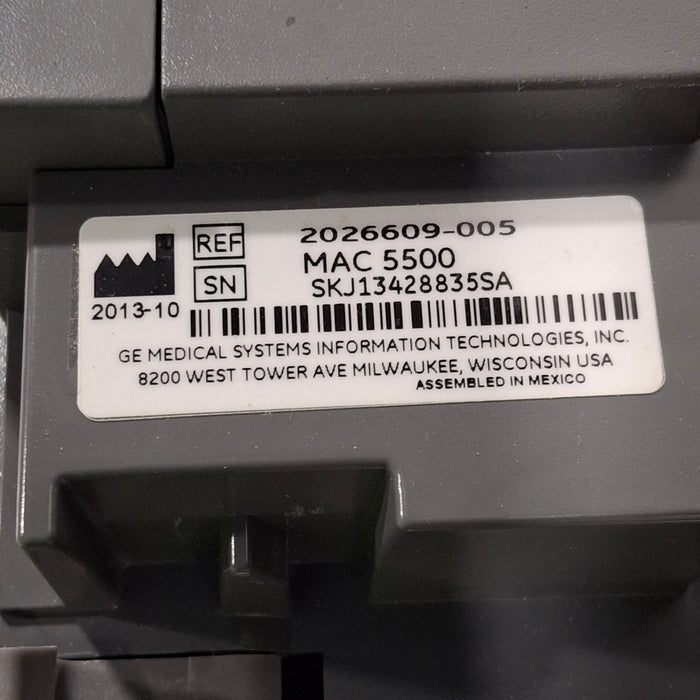 REF 2026609-005
MAC 5500
SN SKJ13428835SA
2013-10
GE MEDICAL SYSTEMS INFORMATION TECHNOLOGIES, INC.
8200 WEST TOWER AVE MILWAUKEE, WISCONSIN USA
ASSEMBLED IN MEXICO